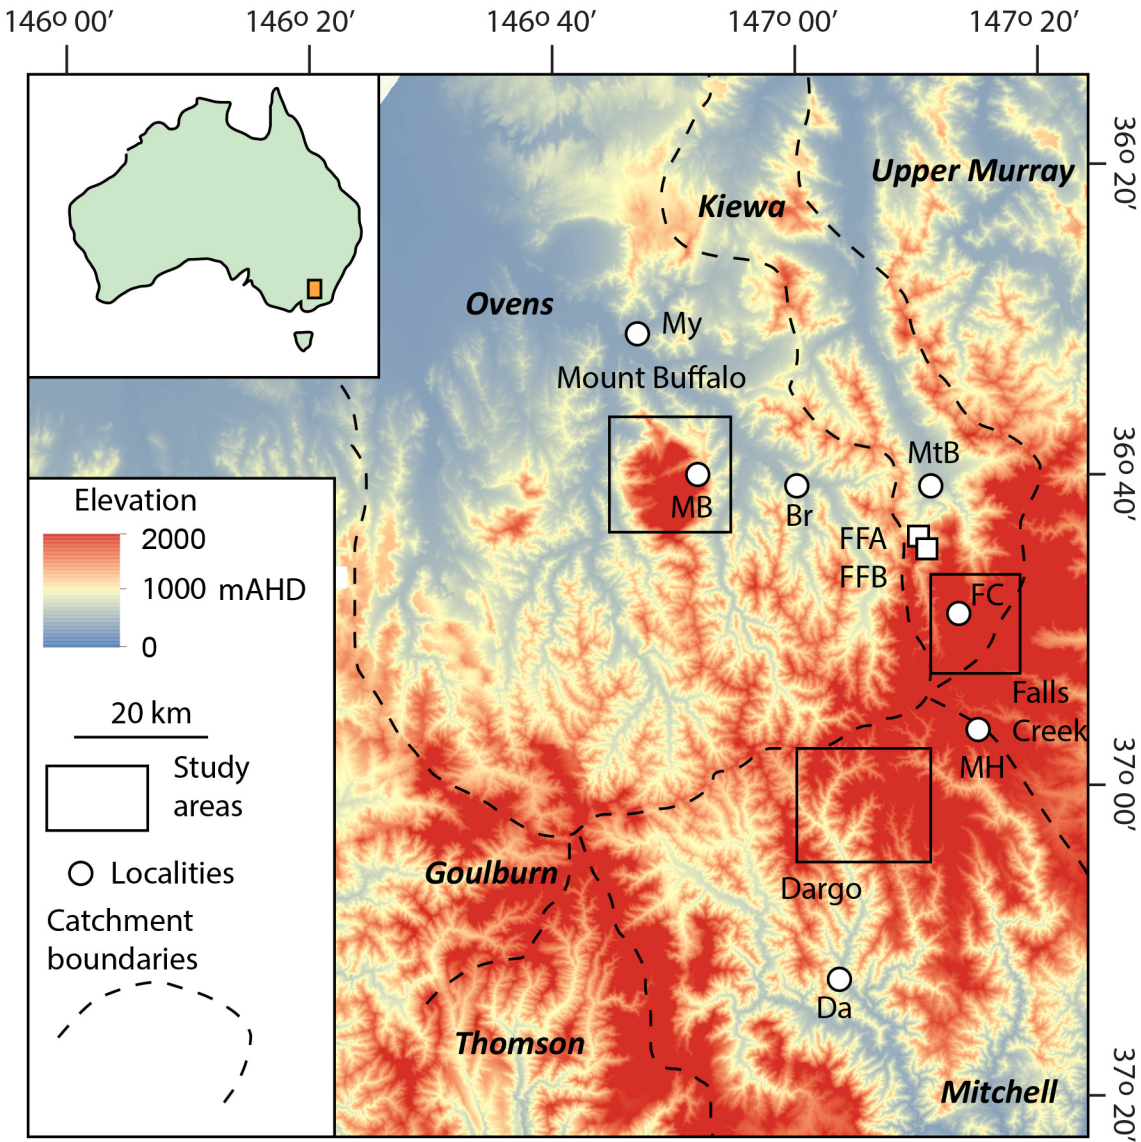 146o 00′ 146o 20′ 146o 40′ 147o 00′ 147o 20′
36o 20′
Upper Murray
Kiewa
Ovens
My
Mount Buffalo
36o 40′
MtB
MB
Br
FFA
FFB
FC
Falls
Creek
MH
37o 00′
Goulburn
Dargo
Da
Thomson
Mitchell
37o 20′
Elevation
2000
1000 mAHD
0
20 km
Study
areas
Localities
Catchment
boundaries